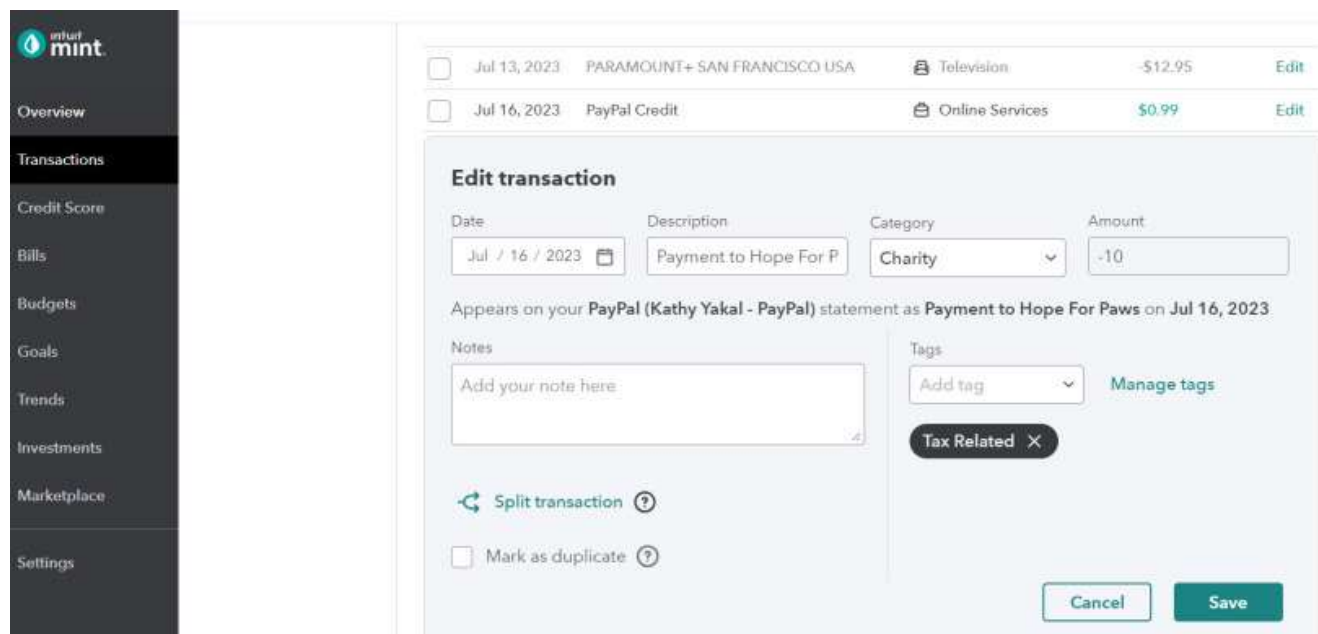 intuit
mint
Overview
Transactions
Credit Score
Bills
Budgets
Goals
Trends
Investments
Marketplace
Settings
Jul 13, 2023 PARAMOUNT+ SAN FRANCISCO USA Television -$12.95 Edit
Jul 16, 2023 PayPal Credit Online Services $0.99 Edit
Edit transaction
Date Description Category Amount
Jul / 16 / 2023 Payment to Hope For P Charity -10
Appears on your PayPal (Kathy Yakal - PayPal) statement as Payment to Hope For Paws on Jul 16, 2023
Notes Tags
Add your note here Add tag Manage tags
Tax Related
Split transaction ?
Mark as duplicate ?
Cancel Save